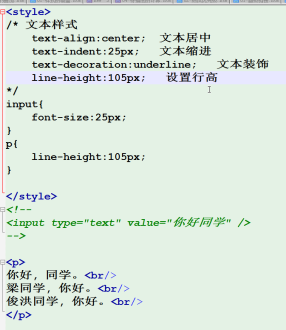 <style>
/* 文本样式
text-align:center; 文本居中
text-indent:25px; 文本缩进
text-decoration:underline; 文本装饰
line-height:105px; 设置行高
*/
input{
font-size:25px;
}
p{
line-height:105px;
}
</style>
<!--
<input type="text" value="你好同学" />
-->
<p>
你好，同学。<br/>
梁同学，你好。<br/>
俊洪同学，你好。<br/>
</p>